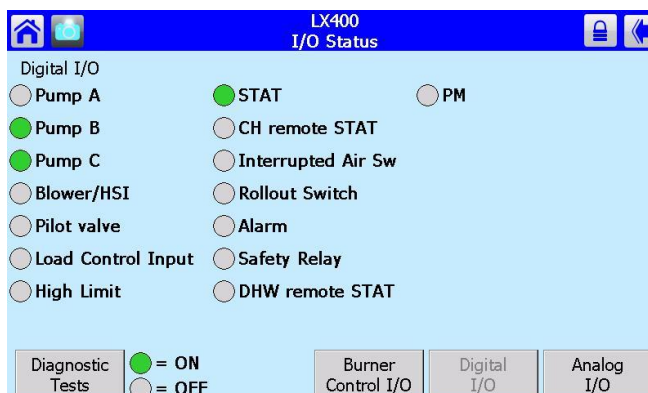 LX400
I/O Status
Digital I/O
Pump A
STAT
PM
Pump B
CH remote STAT
Pump C
Interrupted Air Sw
Blower/HSI
Rollout Switch
Pilot valve
Alarm
Load Control Input
Safety Relay
High Limit
DHW remote STAT
Diagnostic
Tests
= ON
= OFF
Burner
Control I/O
Digital
I/O
Analog
I/O